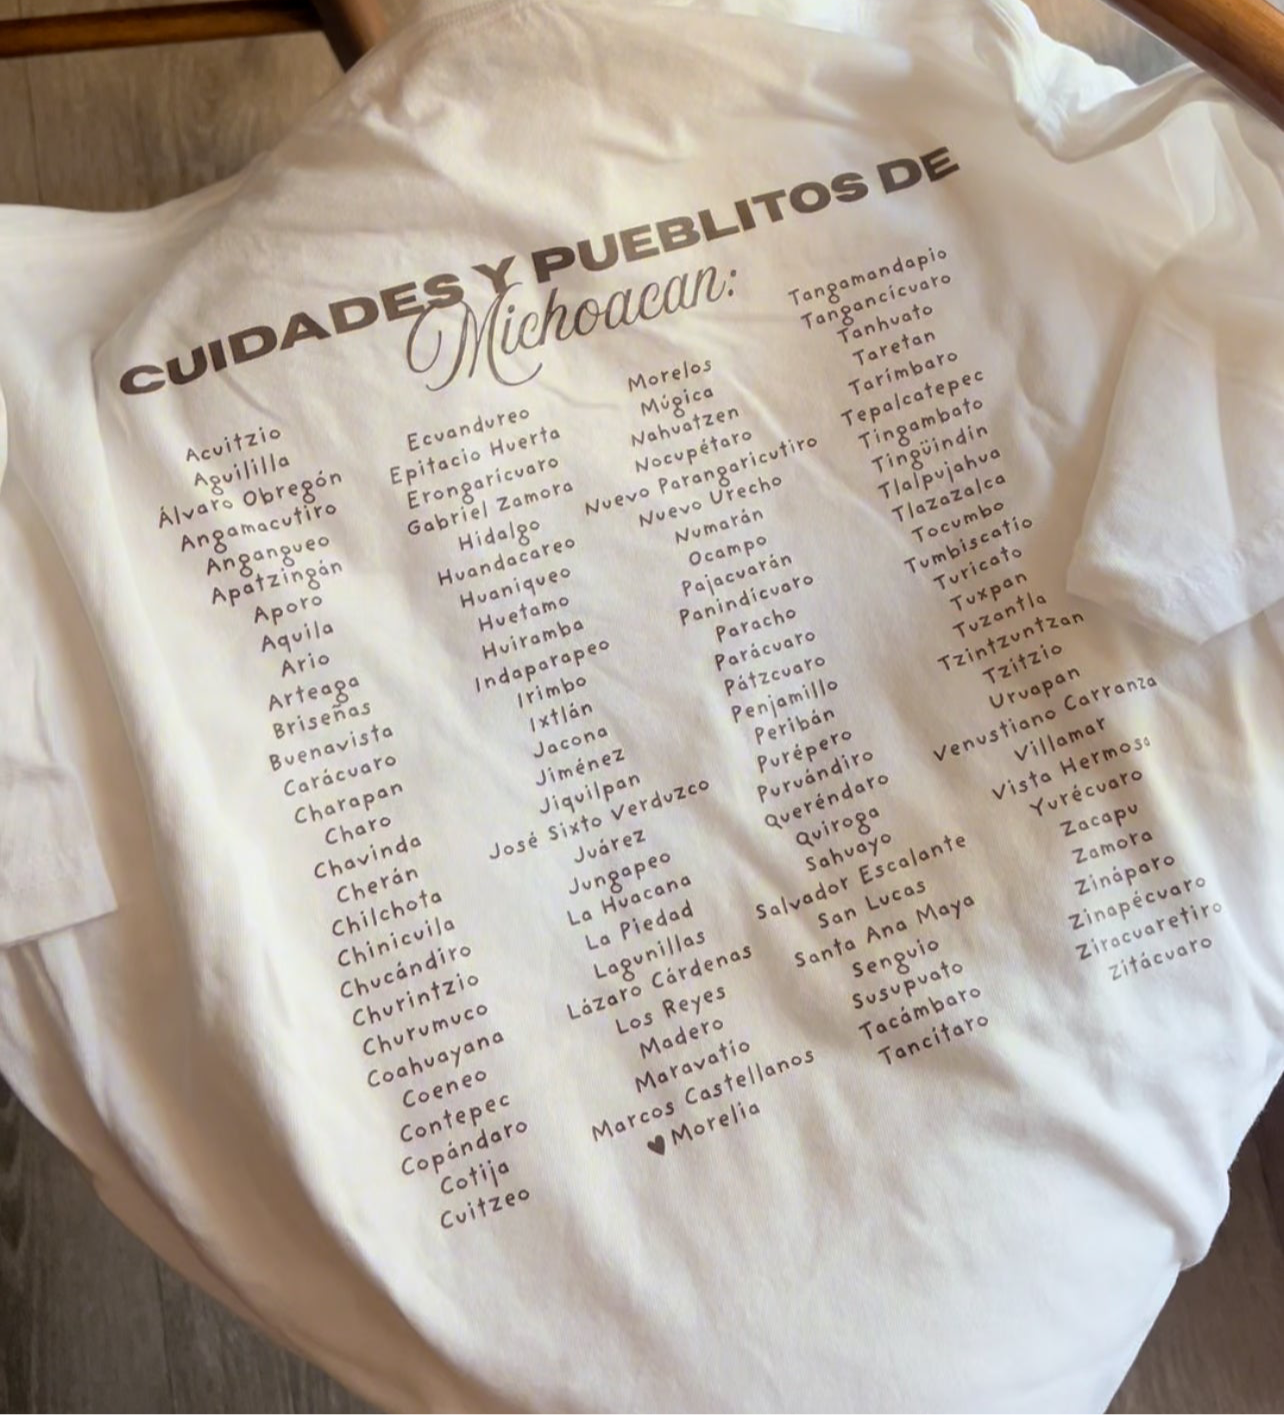 CUIDADES Y PUEBLITOS DE
Michoacan:
Acuitzio
Aguililla
Álvaro Obregón
Angamacutiro
Angangueo
Apatzingán
Aporo
Aquila
Ario
Arteaga
Briseñas
Buenavista
Carácuaro
Charapan
Charo
Chavinda
Cherán
Chilchota
Chinicuila
Chucándiro
Churintzio
Churumuco
Coahuayana
Coeneo
Contepec
Copándaro
Cotija
Cuitzeo
Ecuandureo
Epitacio Huerta
Erongarícuaro
Gabriel Zamora
Hidalgo
Huandacareo
Huaniqueo
Huetamo
Huiramba
Indaparapeo
Irimbo
Ixtlán
Jacona
Jiménez
Jiquilpan
José Sixto Verduzco
Juárez
Jungapeo
La Huacana
La Piedad
Lagunillas
Lázaro Cárdenas
Los Reyes
Madero
Maravatío
Marcos Castellanos
♥Morelia
Morelos
Múgica
Nahuatzen
Nocupétaro
Nuevo Parangaricutiro
Nuevo Urecho
Numarán
Ocampo
Pajacuarán
Panindícuaro
Paracho
Parácuaro
Pátzcuaro
Penjamillo
Peribán
Purépero
Puruándiro
Queréndaro
Quiroga
Sahuayo
Salvador Escalante
San Lucas
Santa Ana Maya
Senguio
Susupuato
Tacámbaro
Tancítaro
Tangamandapio
Tangancícuaro
Tanhuato
Taretan
Tarímbaro
Tepalcatepec
Tingambato
Tingüindín
Tlalpujahua
Tlazazalca
Tocumbo
Tumbiscatío
Turicato
Tuxpan
Tuzantla
Tzintzuntzan
Tzitzio
Uruapan
Venustiano Carranza
Villamar
Vista Hermosa
Yurécuaro
Zacapu
Zamora
Zináparo
Zinapécuaro
Ziracuaretiro
Zitácuaro